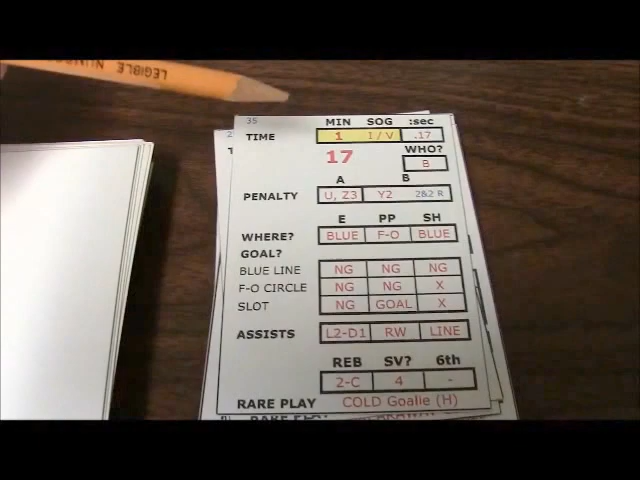 LEGIBLE NUNS
35 MIN SOG :sec
TIME 1 I / V .17
17 WHO?
B
A B
PENALTY U, Z3 Y2 2&2 R
E PP SH
WHERE? BLUE F-O BLUE
GOAL?
BLUE LINE NG NG NG
F-O CIRCLE NG NG X
SLOT NG GOAL X
ASSISTS L2-D1 RW LINE
REB SV? 6th
2-C 4 -
RARE PLAY COLD Goalie (H)